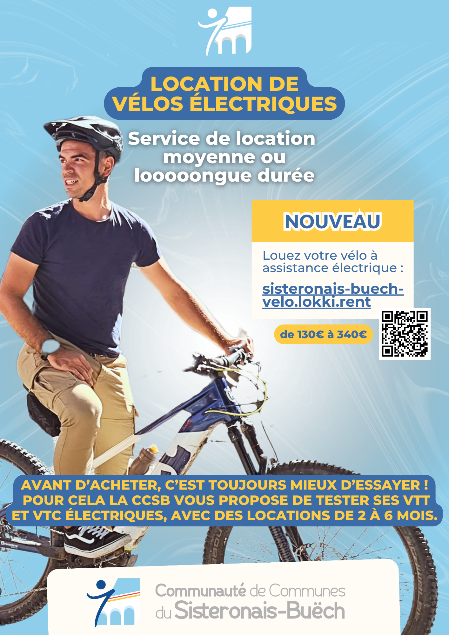 LOCATION DE
VÉLOS ÉLECTRIQUES
Service de location
moyenne ou
looooongue durée
NOUVEAU
Louez votre vélo à
assistance électrique :
sisteronais-buech-
velo.lokki.rent
de 130€ à 340€
AVANT D'ACHETER, C'EST TOUJOURS MIEUX D'ESSAYER !
POUR CELA LA CCSB VOUS PROPOSE DE TESTER SES VTT
ET VTC ÉLECTRIQUES, AVEC DES LOCATIONS DE 2 À 6 MOIS.
Communauté de Communes
du Sisteronais-Buëch